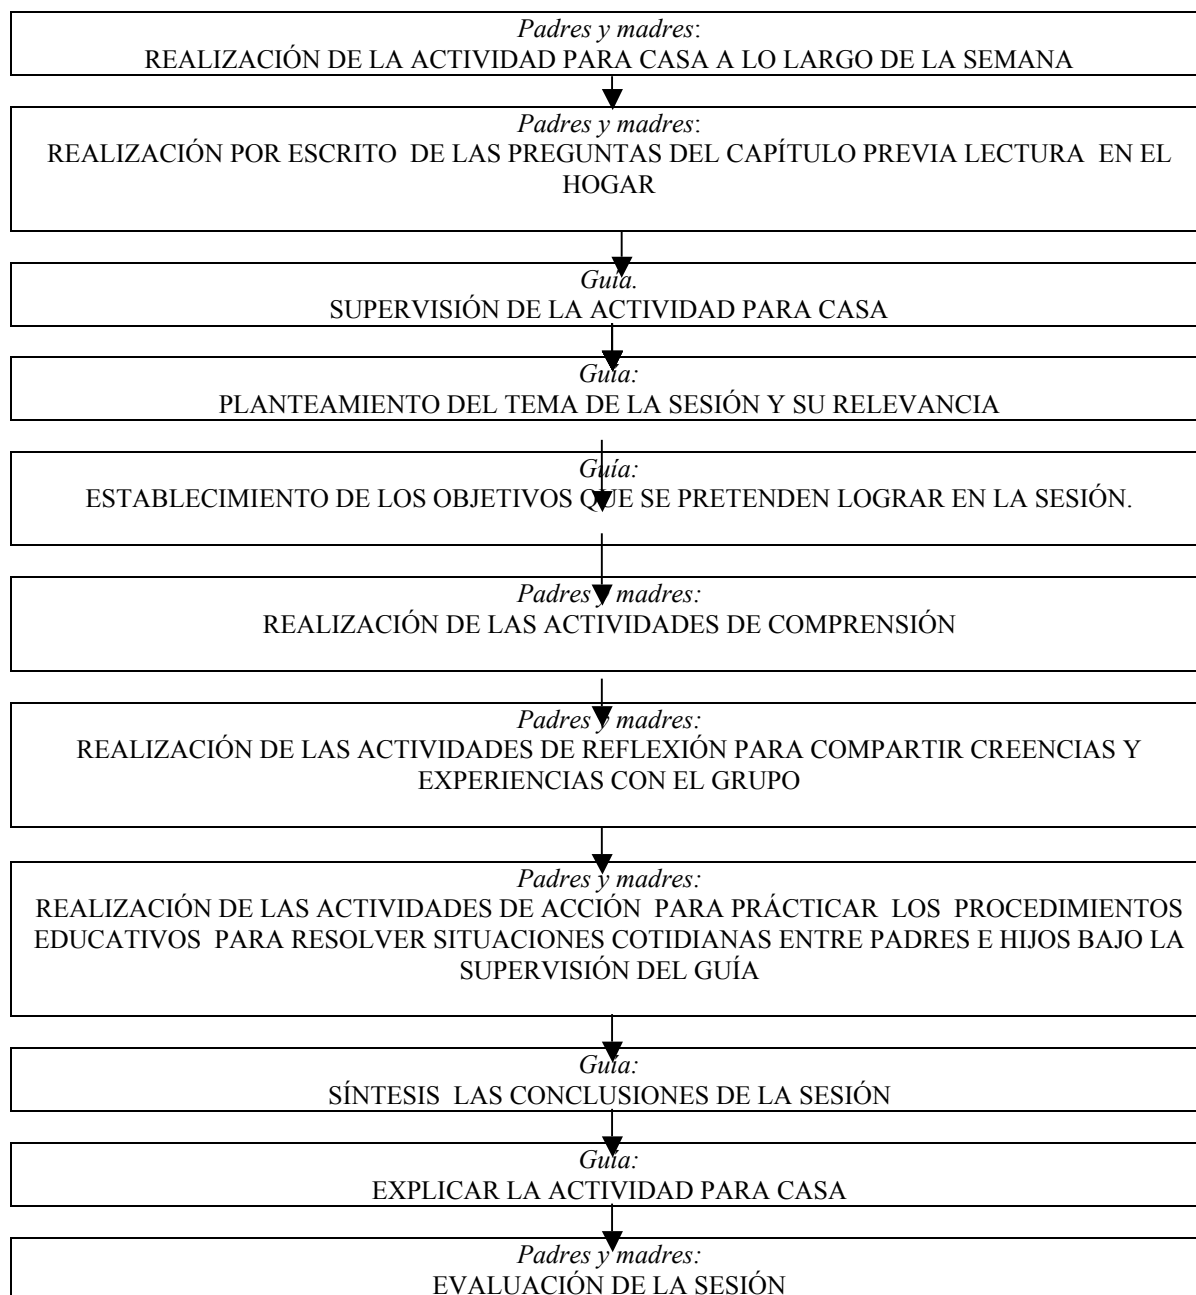 Padres y madres:
REALIZACIÓN DE LA ACTIVIDAD PARA CASA A LO LARGO DE LA SEMANA
Padres y madres:
REALIZACIÓN POR ESCRITO DE LAS PREGUNTAS DEL CAPÍTULO PREVIA LECTURA EN EL
HOGAR
Guía.
SUPERVISIÓN DE LA ACTIVIDAD PARA CASA
Guía:
PLANTEAMIENTO DEL TEMA DE LA SESIÓN Y SU RELEVANCIA
Guía:
ESTABLECIMIENTO DE LOS OBJETIVOS QUE SE PRETENDEN LOGRAR EN LA SESIÓN.
Padres y madres:
REALIZACIÓN DE LAS ACTIVIDADES DE COMPRENSIÓN
Padres y madres:
REALIZACIÓN DE LAS ACTIVIDADES DE REFLEXIÓN PARA COMPARTIR CREENCIAS Y
EXPERIENCIAS CON EL GRUPO
Padres y madres:
REALIZACIÓN DE LAS ACTIVIDADES DE ACCIÓN PARA PRÁCTICAR LOS PROCEDIMIENTOS
EDUCATIVOS PARA RESOLVER SITUACIONES COTIDIANAS ENTRE PADRES E HIJOS BAJO LA
SUPERVISIÓN DEL GUÍA
Guía:
SÍNTESIS LAS CONCLUSIONES DE LA SESIÓN
Guía:
EXPLICAR LA ACTIVIDAD PARA CASA
Padres y madres:
EVALUACIÓN DE LA SESIÓN